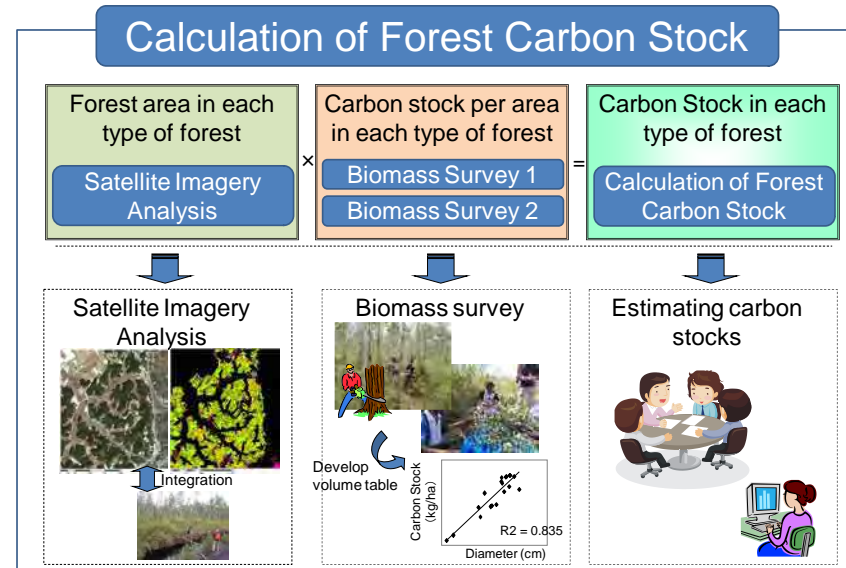 Calculation of Forest Carbon Stock
Forest area in each
type of forest
Satellite Imagery
Analysis
×
Carbon stock per area
in each type of forest
Biomass Survey 1
Biomass Survey 2
=
Carbon Stock in each
type of forest
Calculation of Forest
Carbon Stock
Satellite Imagery
Analysis
Integration
Biomass survey
Develop
volume table
Carbon Stock
(kg/ha)
R2 = 0.835
Diameter (cm)
Estimating carbon
stocks